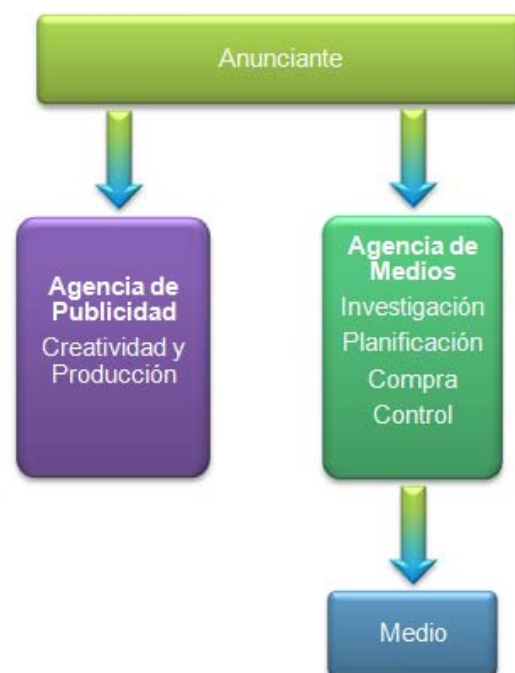 Anunciante
Agencia de
Publicidad
Creatividad y
Producción
Agencia de
Medios
Investigación
Planificación
Compra
Control
Medio